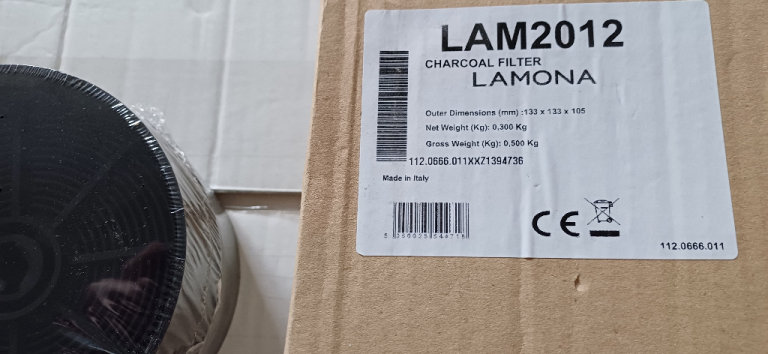 LAM2012
CHARCOAL FILTER
LAMONA
Outer Dimensions (mm) :133 x 133 x 105
Net Weight (Kg): 0,300 Kg
Gross Weight (Kg): 0,500 Kg
112.0666.011XXZ1394736
Made in Italy
CE
112.0666.011